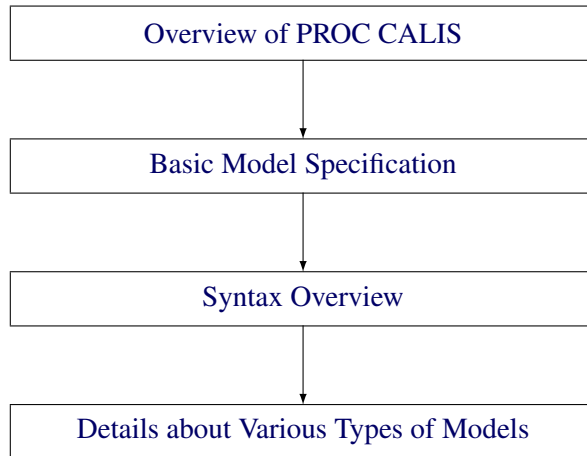 Overview of PROC CALIS
Basic Model Specification
Syntax Overview
Details about Various Types of Models